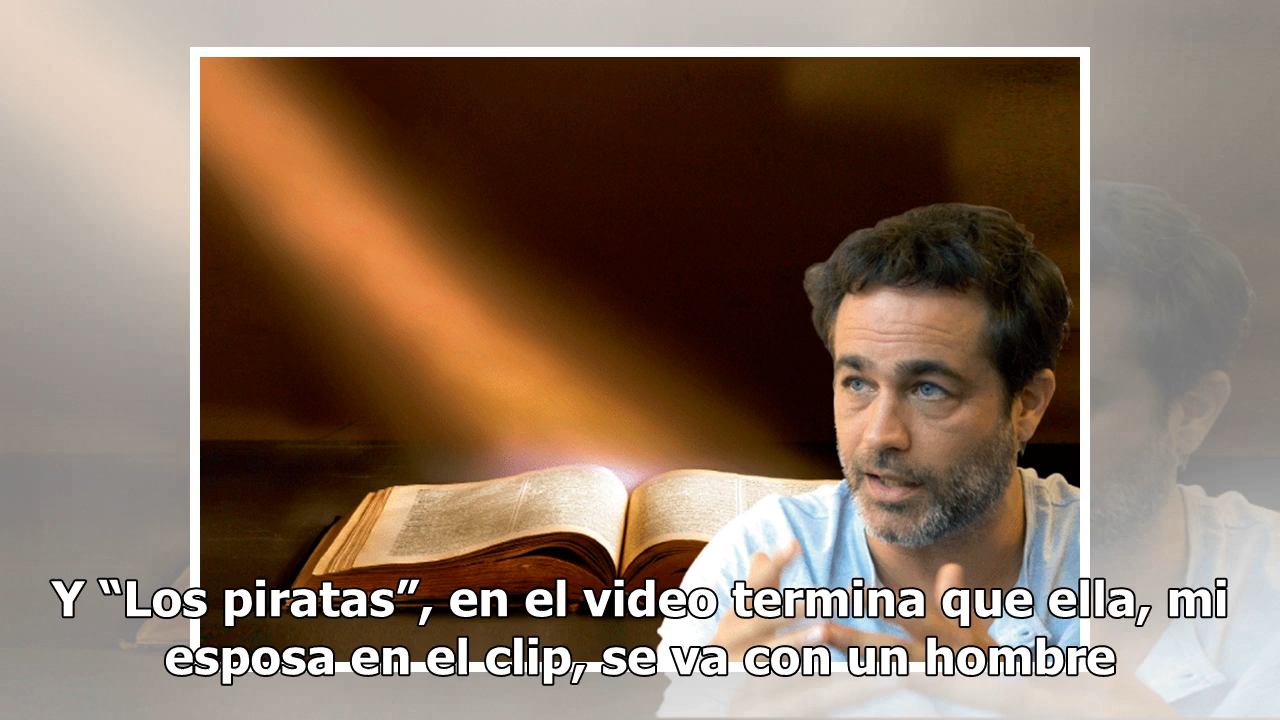 Y “Los piratas”, en el video termina que ella, mi
esposa en el clip, se va con un hombre